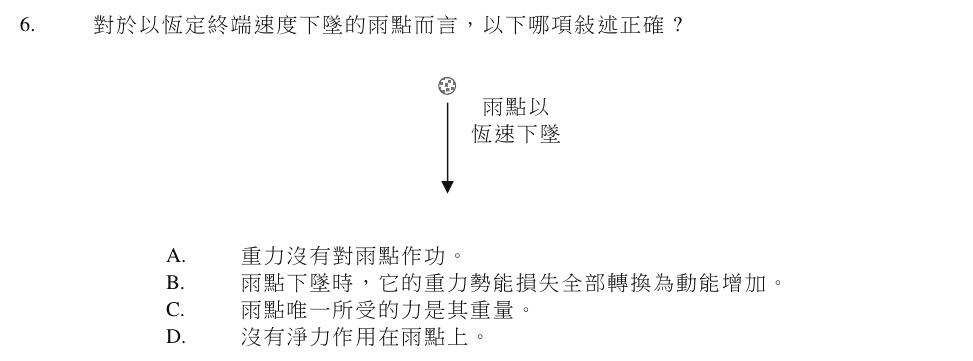 6. 對於以恆定終端速度下墜的雨點而言，以下哪項敍述正確？
雨點以
恆速下墜
A. 重力沒有對雨點作功。
B. 雨點下墜時，它的重力勢能損失全部轉換為動能增加。
C. 雨點唯一所受的力是其重量。
D. 沒有淨力作用在雨點上。